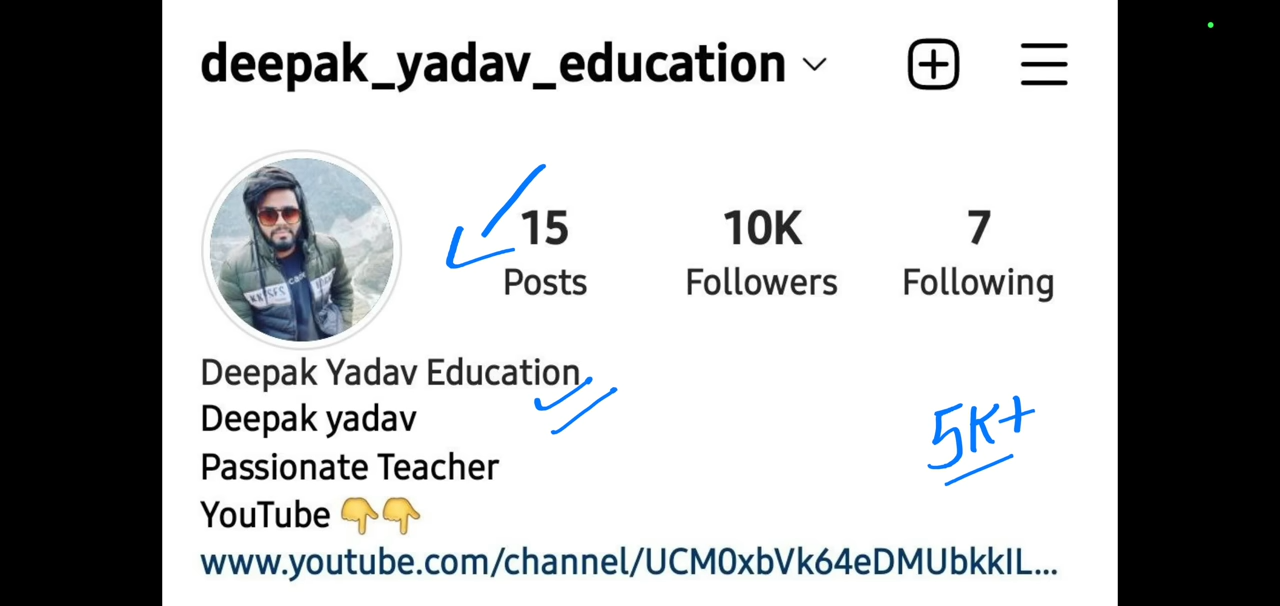 deepak_yadav_education
15 10K 7
Posts Followers Following
Deepak Yadav Education
Deepak yadav
5K+
Passionate Teacher
YouTube 👇👇
www.youtube.com/channel/UCM0xbVk64eDMUbkkIL...